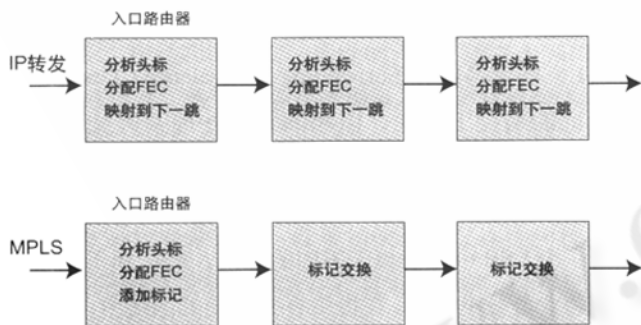 入口路由器
IP转发
分析头标
分配FEC
映射到下一跳
分析头标
分配FEC
映射到下一跳
分析头标
分配FEC
映射到下一跳
入口路由器
MPLS
分析头标
分配FEC
添加标记
标记交换
标记交换